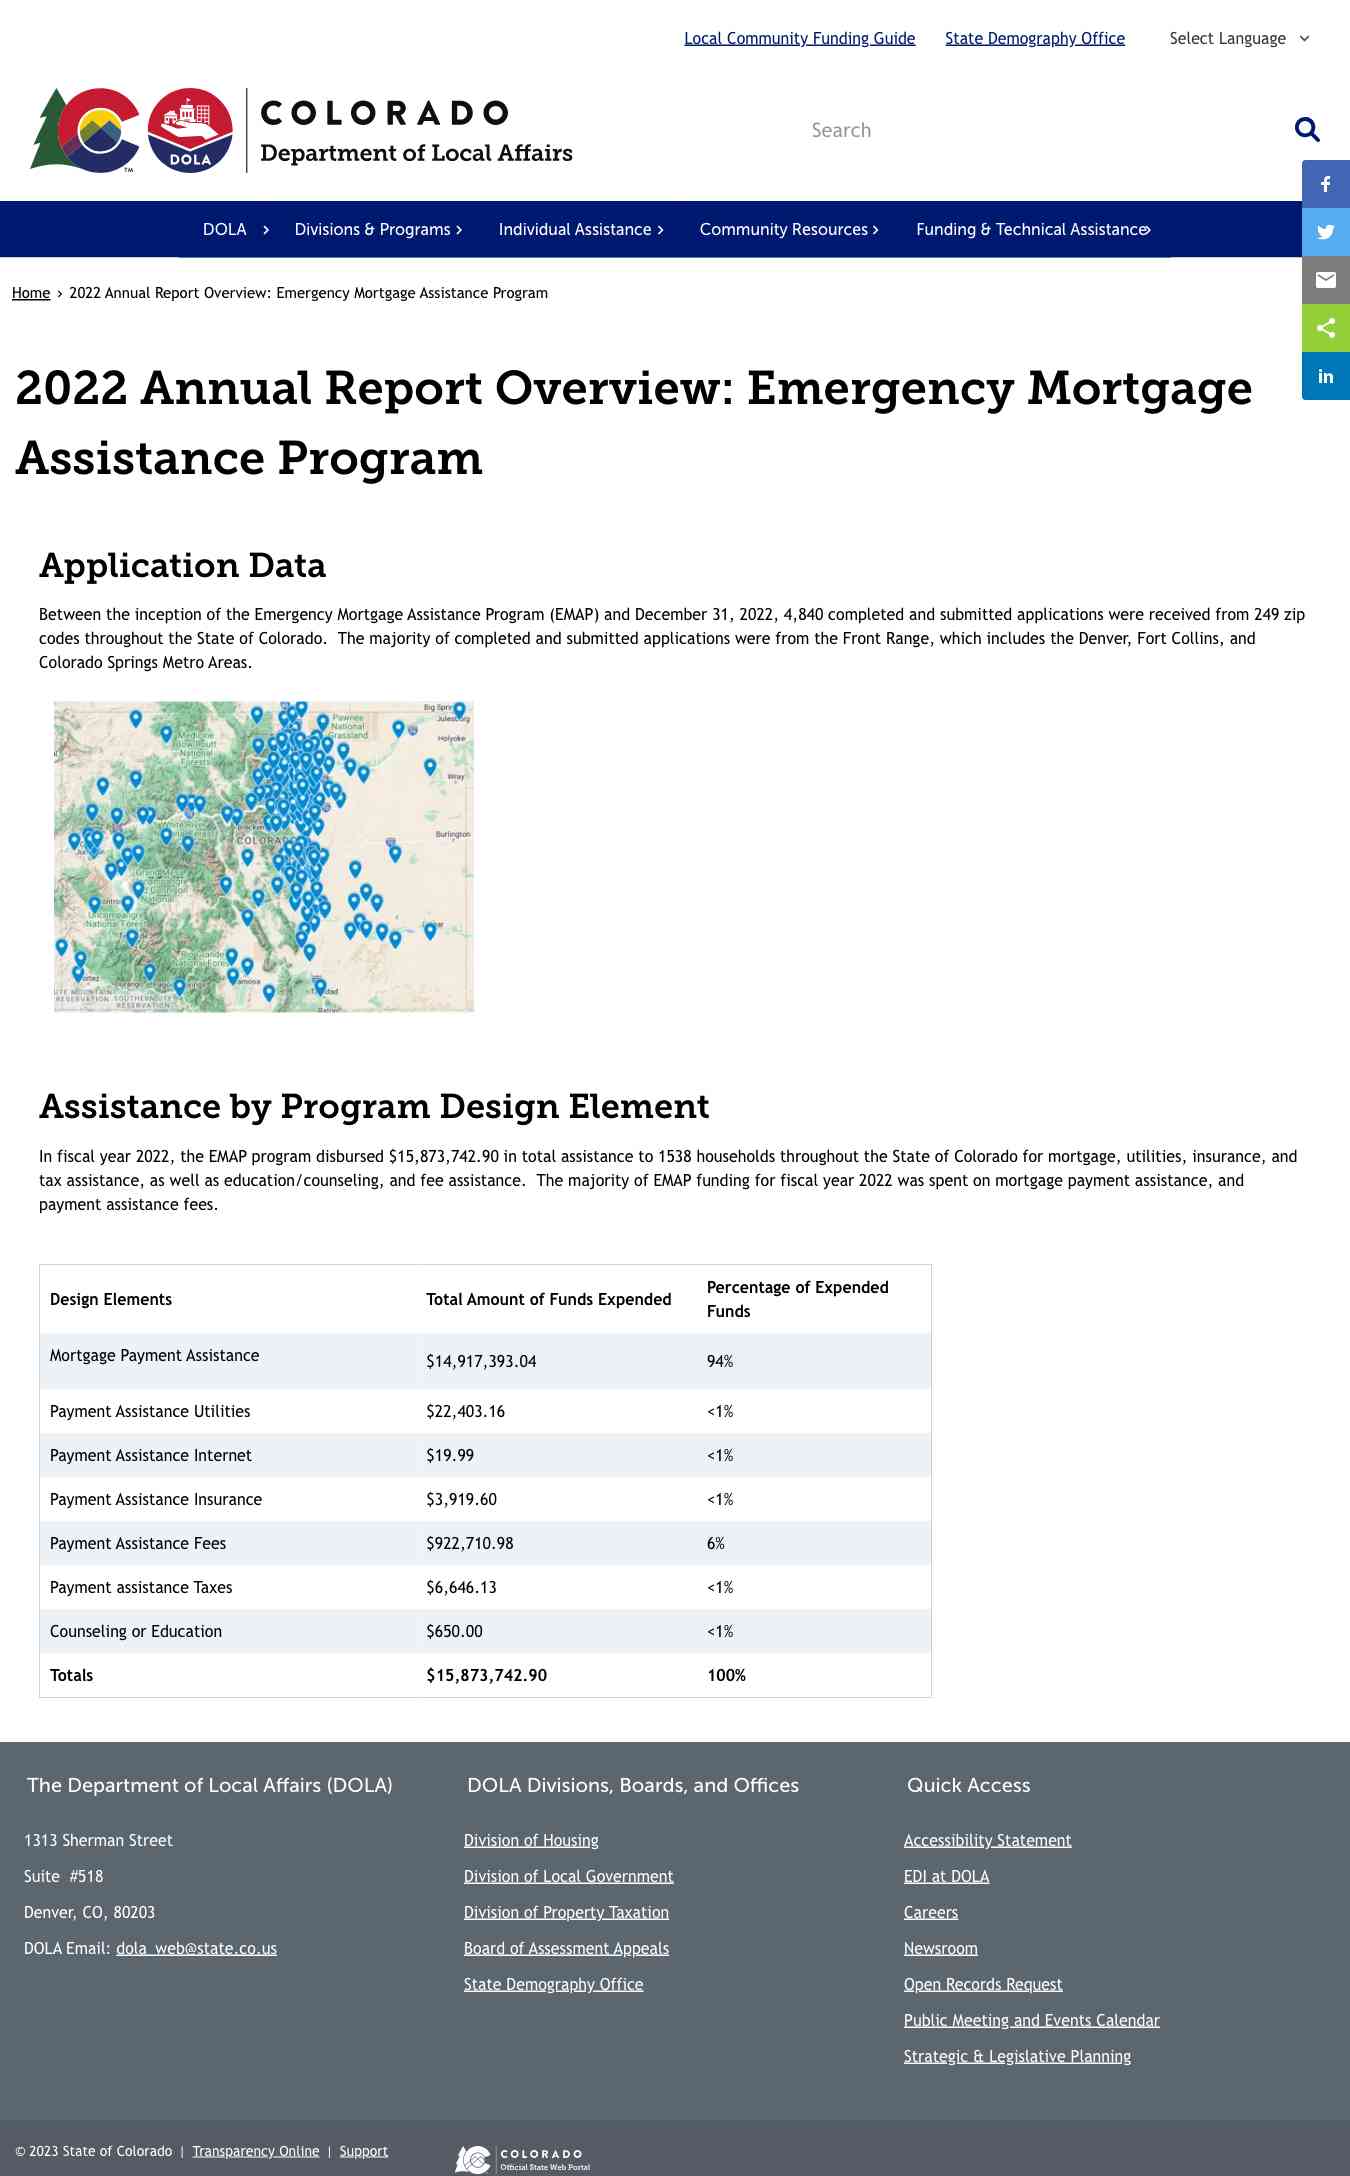 Local Community Funding Guide State Demography Office Select Language
COLORADO
Department of Local Affairs
DOLA
TM
Search
DOLA Divisions & Programs Individual Assistance Community Resources Funding & Technical Assistance
Home › 2022 Annual Report Overview: Emergency Mortgage Assistance Program
2022 Annual Report Overview: Emergency Mortgage
Assistance Program
Application Data
Between the inception of the Emergency Mortgage Assistance Program (EMAP) and December 31, 2022, 4,840 completed and submitted applications were received from 249 zip
codes throughout the State of Colorado.  The majority of completed and submitted applications were from the Front Range, which includes the Denver, Fort Collins, and
Colorado Springs Metro Areas.
Julesburg
Pawnee
National
Grassland
Holyoke
Medicine
National
Wray
Burlington
COLORADO
National
National
RESERVATION SOUTHERN UTE
RESERVATION
Assistance by Program Design Element
In fiscal year 2022, the EMAP program disbursed $15,873,742.90 in total assistance to 1538 households throughout the State of Colorado for mortgage, utilities, insurance, and
tax assistance, as well as education/counseling, and fee assistance.  The majority of EMAP funding for fiscal year 2022 was spent on mortgage payment assistance, and
payment assistance fees.
Design Elements Total Amount of Funds Expended Percentage of Expended
Funds
Mortgage Payment Assistance $14,917,393.04 94%
Payment Assistance Utilities $22,403.16 <1%
Payment Assistance Internet $19.99 <1%
Payment Assistance Insurance $3,919.60 <1%
Payment Assistance Fees $922,710.98 6%
Payment assistance Taxes $6,646.13 <1%
Counseling or Education $650.00 <1%
Totals $15,873,742.90 100%
The Department of Local Affairs (DOLA)
1313 Sherman Street
Suite  #518
Denver, CO, 80203
DOLA Email: dola_web@state.co.us
DOLA Divisions, Boards, and Offices
Division of Housing
Division of Local Government
Division of Property Taxation
Board of Assessment Appeals
State Demography Office
Quick Access
Accessibility Statement
EDI at DOLA
Careers
Newsroom
Open Records Request
Public Meeting and Events Calendar
Strategic & Legislative Planning
© 2023 State of Colorado | Transparency Online | Support
COLORADO
Official State Web Portal